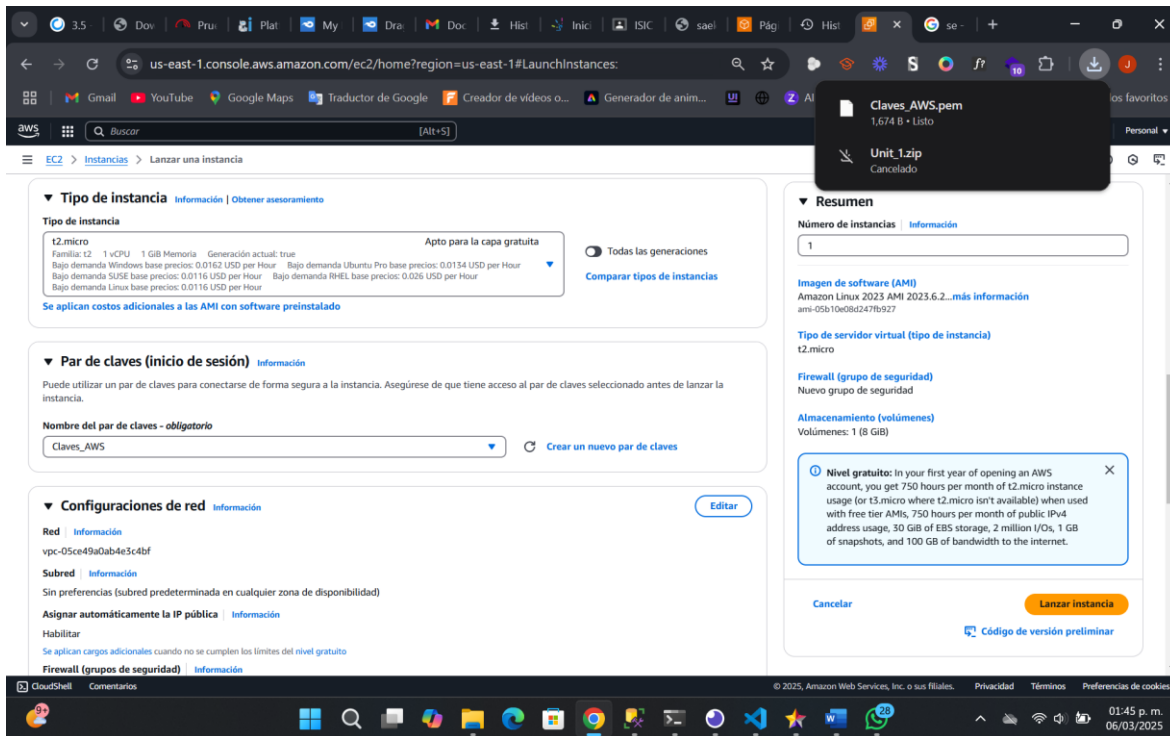 3.5
Dov
Pru
Plat
My
Dra
Doc
Hist
Inic
ISIC
sael
Pág
Hist
se -
us-east-1.console.aws.amazon.com/ec2/home?region=us-east-1#LaunchInstances:
10
J
Gmail
YouTube
Google Maps
Traductor de Google
Creador de vídeos o...
Generador de anim...
AI
los favoritos
Claves_AWS.pem
1,674 B • Listo
Unit_1.zip
Cancelado
aws
Buscar
[Alt+S]
Personal
EC2 > Instancias > Lanzar una instancia
Tipo de instancia Información | Obtener asesoramiento
Tipo de instancia
t2.micro Apto para la capa gratuita
Familia: t2 1 vCPU 1 GiB Memoria Generación actual: true
Bajo demanda Windows base precios: 0.0162 USD per Hour Bajo demanda Ubuntu Pro base precios: 0.0134 USD per Hour
Bajo demanda SUSE base precios: 0.0116 USD per Hour Bajo demanda RHEL base precios: 0.026 USD per Hour
Bajo demanda Linux base precios: 0.0116 USD per Hour
Todas las generaciones
Comparar tipos de instancias
Se aplican costos adicionales a las AMI con software preinstalado
Par de claves (inicio de sesión) Información
Puede utilizar un par de claves para conectarse de forma segura a la instancia. Asegúrese de que tiene acceso al par de claves seleccionado antes de lanzar la
instancia.
Nombre del par de claves - obligatorio
Claves_AWS
Crear un nuevo par de claves
Configuraciones de red Información
Editar
Red Información
vpc-05ce49a0ab4e3c4bf
Subred Información
Sin preferencias (subred predeterminada en cualquier zona de disponibilidad)
Asignar automáticamente la IP pública Información
Habilitar
Se aplican cargos adicionales cuando no se cumplen los límites del nivel gratuito
Firewall (grupos de seguridad) Información
Resumen
Número de instancias Información
1
Imagen de software (AMI)
Amazon Linux 2023 AMI 2023.6.2...más información
ami-05b10e08d247fb927
Tipo de servidor virtual (tipo de instancia)
t2.micro
Firewall (grupo de seguridad)
Nuevo grupo de seguridad
Almacenamiento (volúmenes)
Volúmenes: 1 (8 GiB)
Nivel gratuito: In your first year of opening an AWS
account, you get 750 hours per month of t2.micro instance
usage (or t3.micro where t2.micro isn't available) when used
with free tier AMIs, 750 hours per month of public IPv4
address usage, 30 GiB of EBS storage, 2 million I/Os, 1 GB
of snapshots, and 100 GB of bandwidth to the internet.
Cancelar
Lanzar instancia
Código de versión preliminar
CloudShell Comentarios
© 2025, Amazon Web Services, Inc. o sus filiales. Privacidad Términos Preferencias de cookies
9+
28
01:45 p. m.
06/03/2025